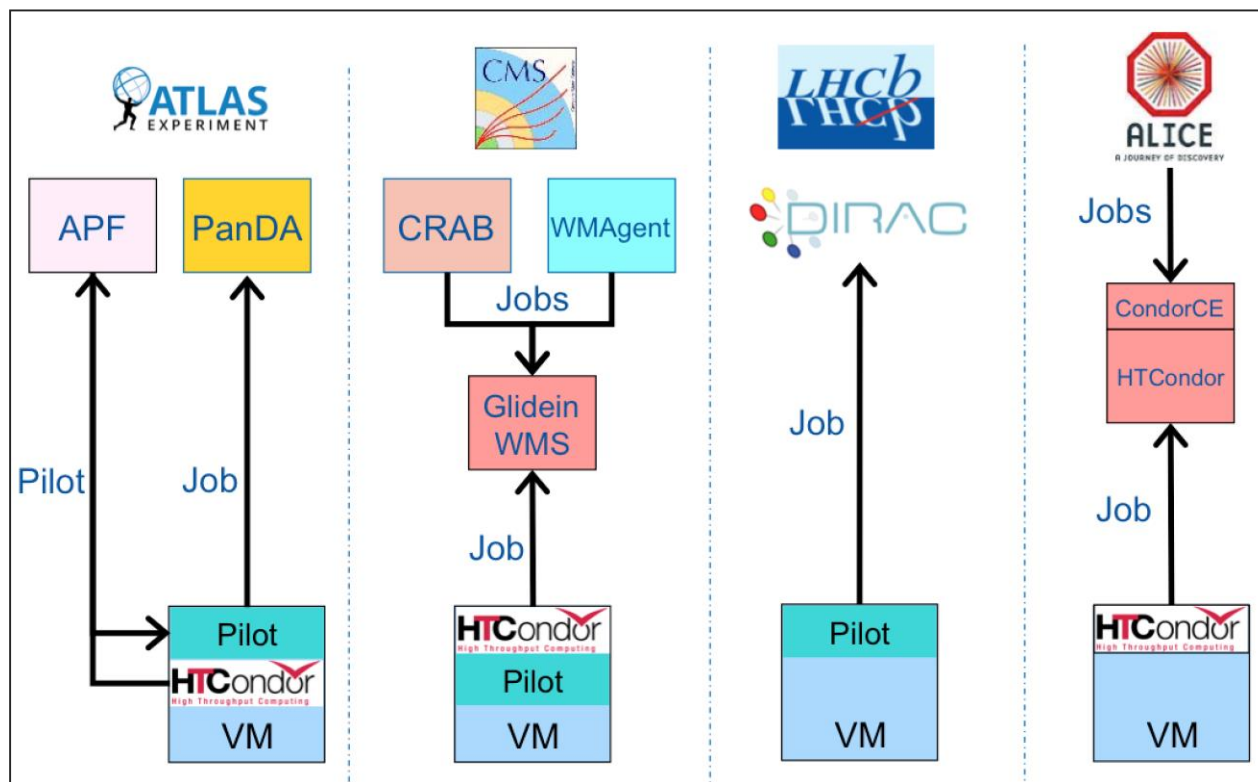 ATLAS
EXPERIMENT
APF
PanDA
Pilot
Job
Pilot
HTCondor
High Throughput Computing
VM
CMS
CRAB
WMAgent
Jobs
Glidein
WMS
Job
HTCondor
High Throughput Computing
Pilot
VM
LHCb
LHCb
DIRAC
Job
Pilot
VM
ALICE
A JOURNEY OF DISCOVERY
Jobs
CondorCE
HTCondor
Job
HTCondor
High Throughput Computing
VM